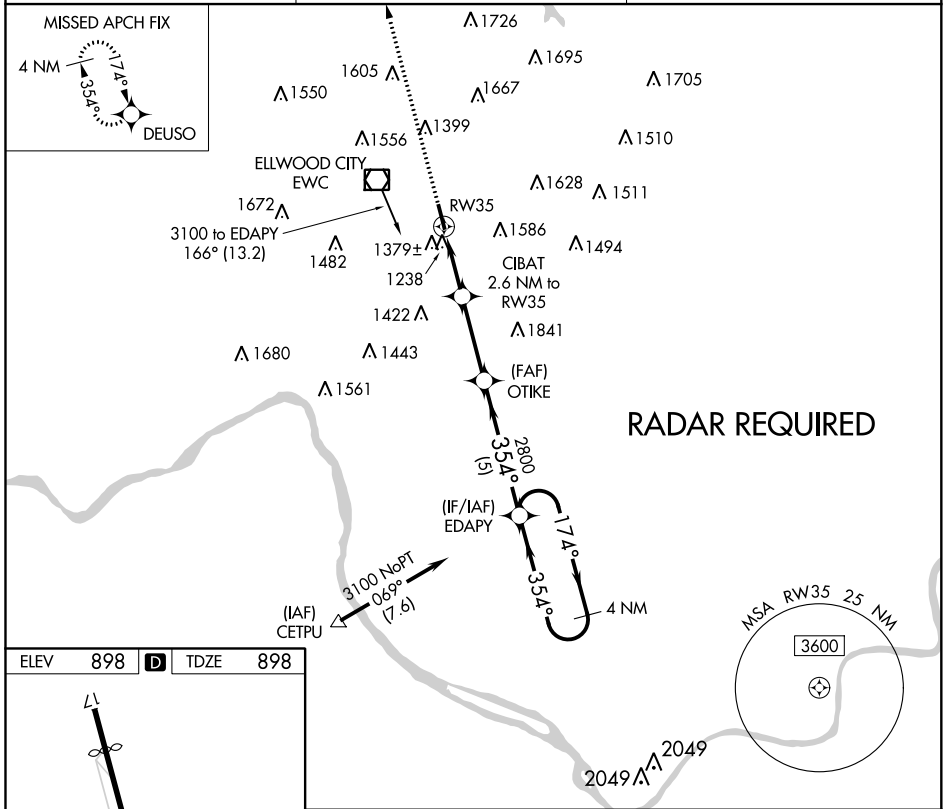 MISSED APCH FIX
4 NM
174°
354°
DEUSO
1726
1695
1605
1667
1705
1550
1399
1556
1510
ELLWOOD CITY
EWC
1628
1511
1672
RW35
3100 to EDAPY
166° (13.2)
1586
1494
1482
1379±
1238
CIBAT
2.6 NM to
RW35
1422
1841
1680
1443
1561
(FAF)
OTIKE
RADAR REQUIRED
2800
354°
(5)
(IF/IAF)
EDAPY
174°
354°
4 NM
3100 NoPT
069°
(7.6)
(IAF)
CETPU
MSA RW35 25 NM
3600
ELEV 898 D TDZE 898
17
2049
2049